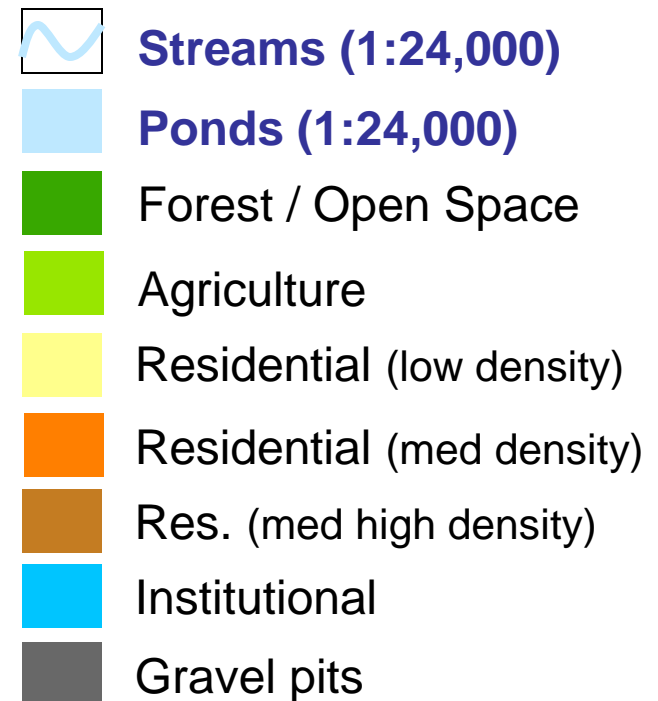 Streams (1:24,000)
Ponds (1:24,000)
Forest / Open Space
Agriculture
Residential (low density)
Residential (med density)
Res. (med high density)
Institutional
Gravel pits